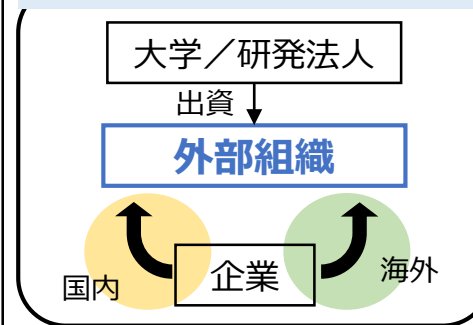 大学／研発法人
出資
外部組織
国内
企業
海外